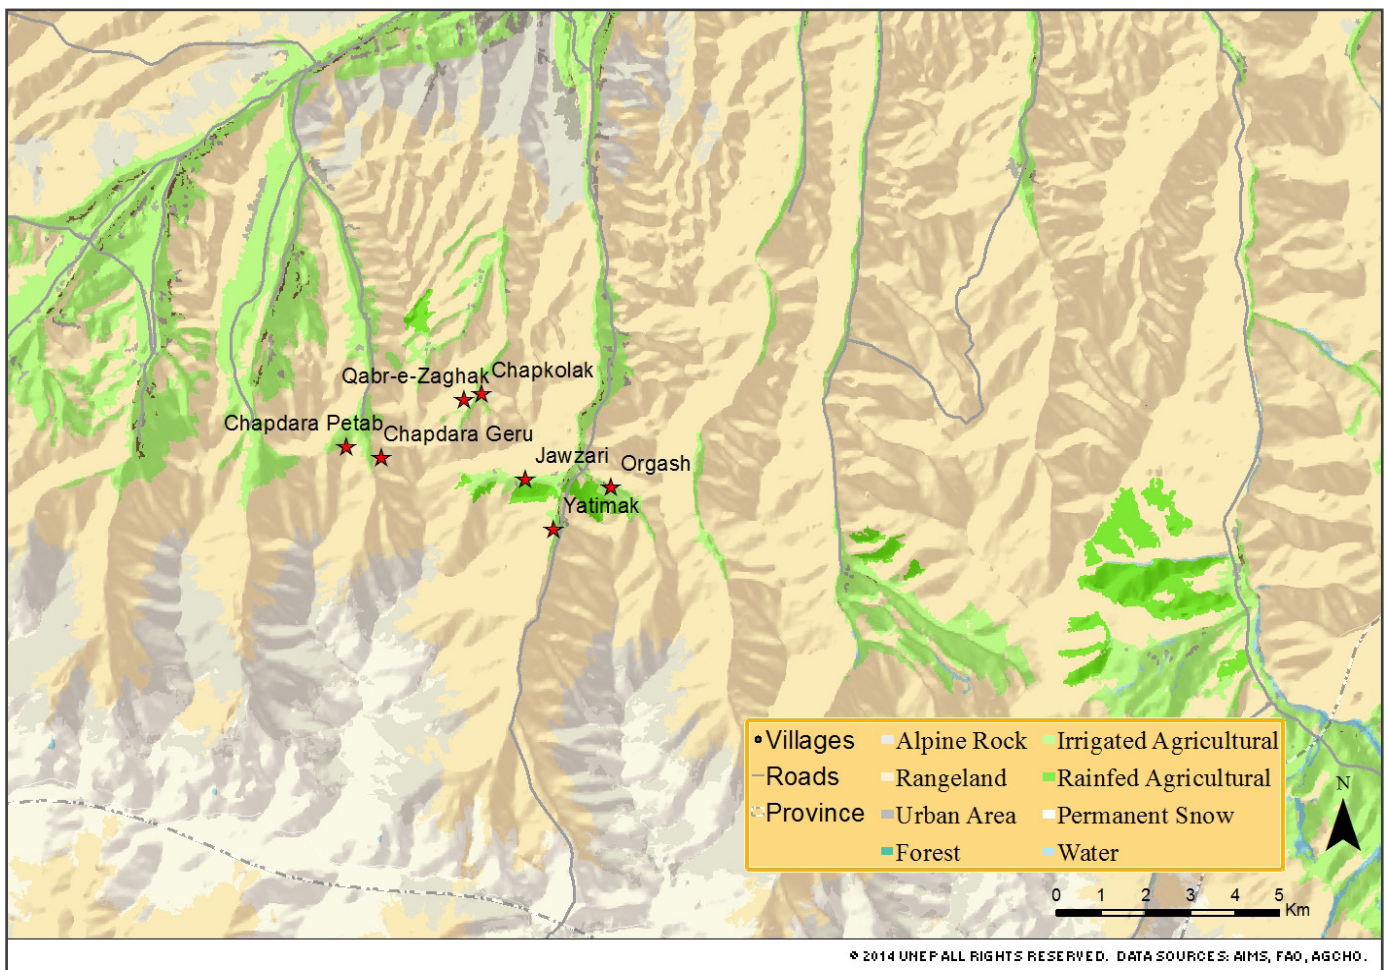 Qabr-e-Zaghak
Chapkolak
Chapdara Petab
Chapdara Geru
Jawzari
Orgash
Yatimak
Villages
Alpine Rock
Irrigated Agricultural
Roads
Rangeland
Rainfed Agricultural
Province
Urban Area
Permanent Snow
Forest
Water
N
0 1 2 3 4 5
Km
© 2014 UNEP ALL RIGHTS RESERVED. DATA SOURCES: AIMS, FAO, AGCHO.